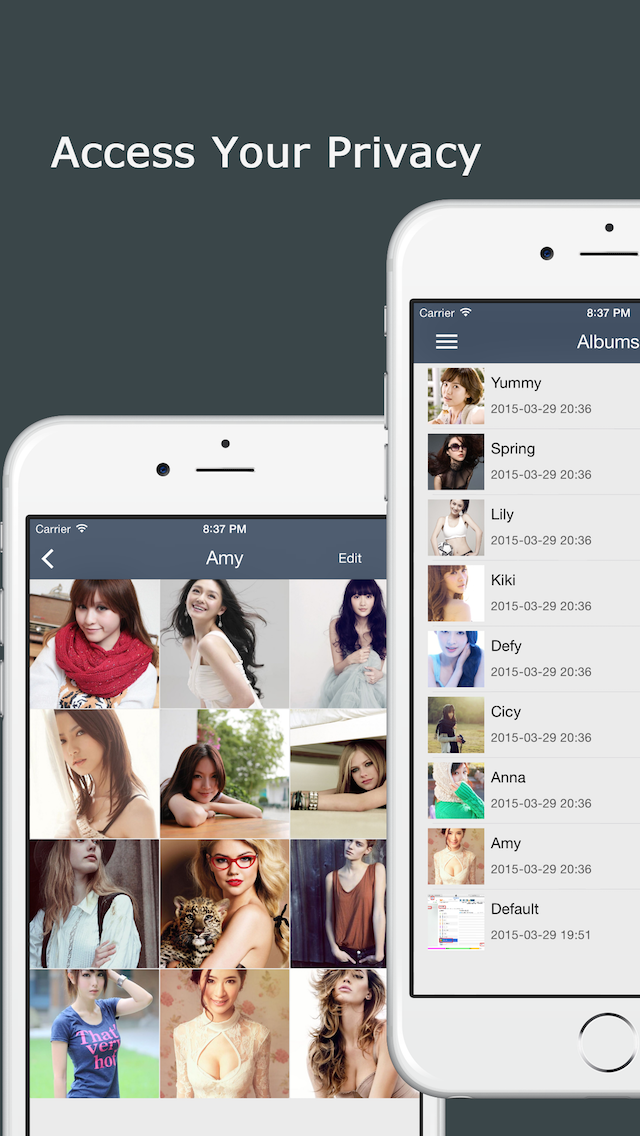 Access Your Privacy
Carrier 8:37 PM
Albums
Yummy
2015-03-29 20:36
Spring
2015-03-29 20:36
Lily
2015-03-29 20:36
Kiki
2015-03-29 20:36
Defy
2015-03-29 20:36
Cicy
2015-03-29 20:36
Anna
2015-03-29 20:36
Amy
2015-03-29 20:36
Default
2015-03-29 19:51
Carrier 8:37 PM
Amy Edit
That's
very
hot